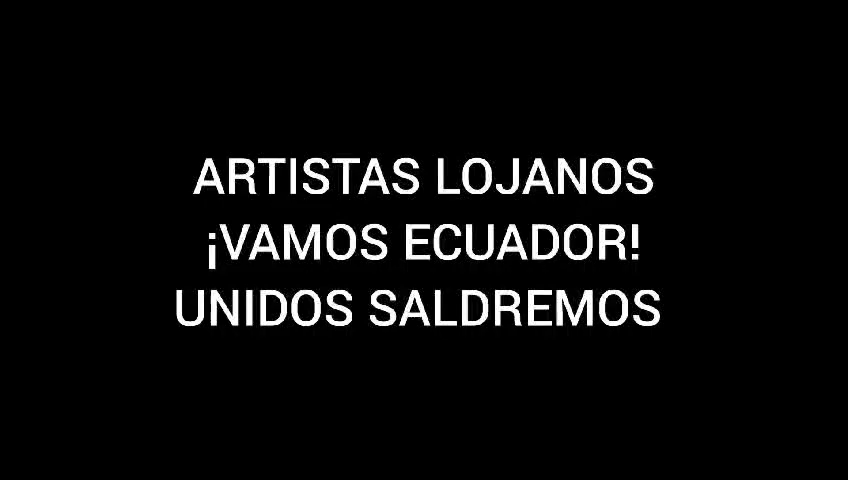 ARTISTAS LOJANOS
¡VAMOS ECUADOR!
UNIDOS SALDREMOS